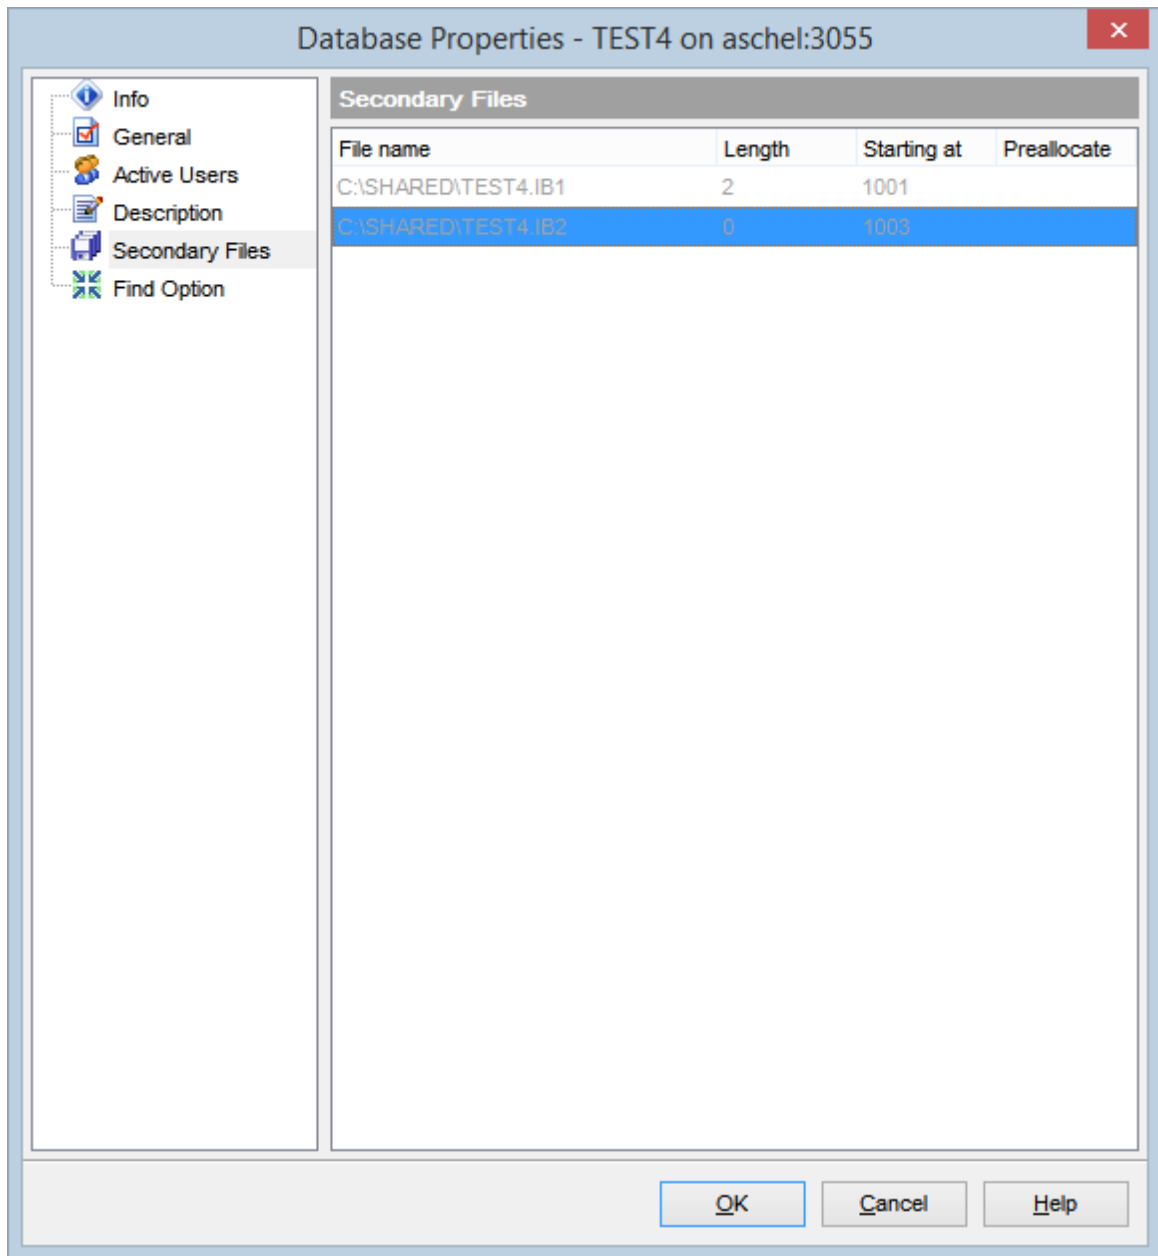 Database Properties - TEST4 on aschel:3055
Info
General
Active Users
Description
Secondary Files
Find Option
Secondary Files
File name Length Starting at Preallocate
C:\SHARED\TEST4.IB1 2 1001
C:\SHARED\TEST4.IB2 0 1003
OK Cancel Help